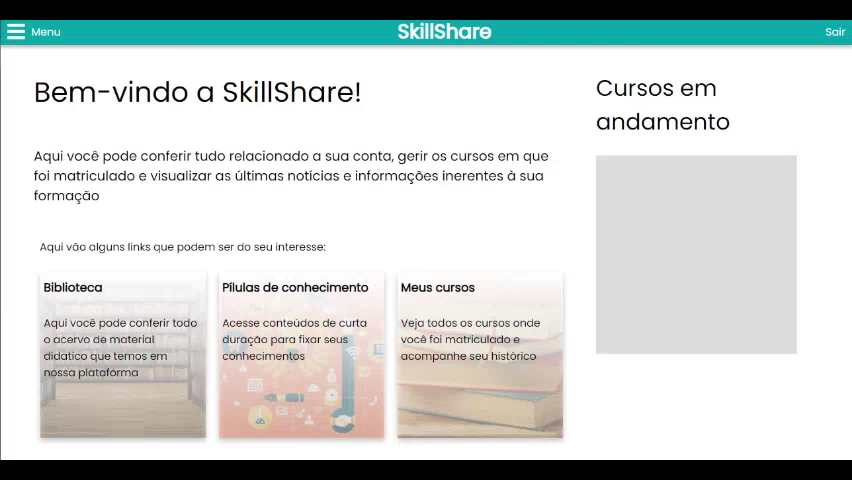 Menu
SkillShare
Sair
Bem-vindo a SkillShare!
Aqui você pode conferir tudo relacionado a sua conta, gerir os cursos em que
foi matriculado e visualizar as últimas notícias e informações inerentes à sua
formação
Aqui vão alguns links que podem ser do seu interesse:
Biblioteca
Aqui você pode conferir todo
o acervo de material
didatico que temos em
nossa plataforma
Pílulas de conhecimento
Acesse conteúdos de curta
duração para fixar seus
conhecimentos
Meus cursos
Veja todos os cursos onde
você foi matriculado e
acompanhe seu histórico
Cursos em
andamento